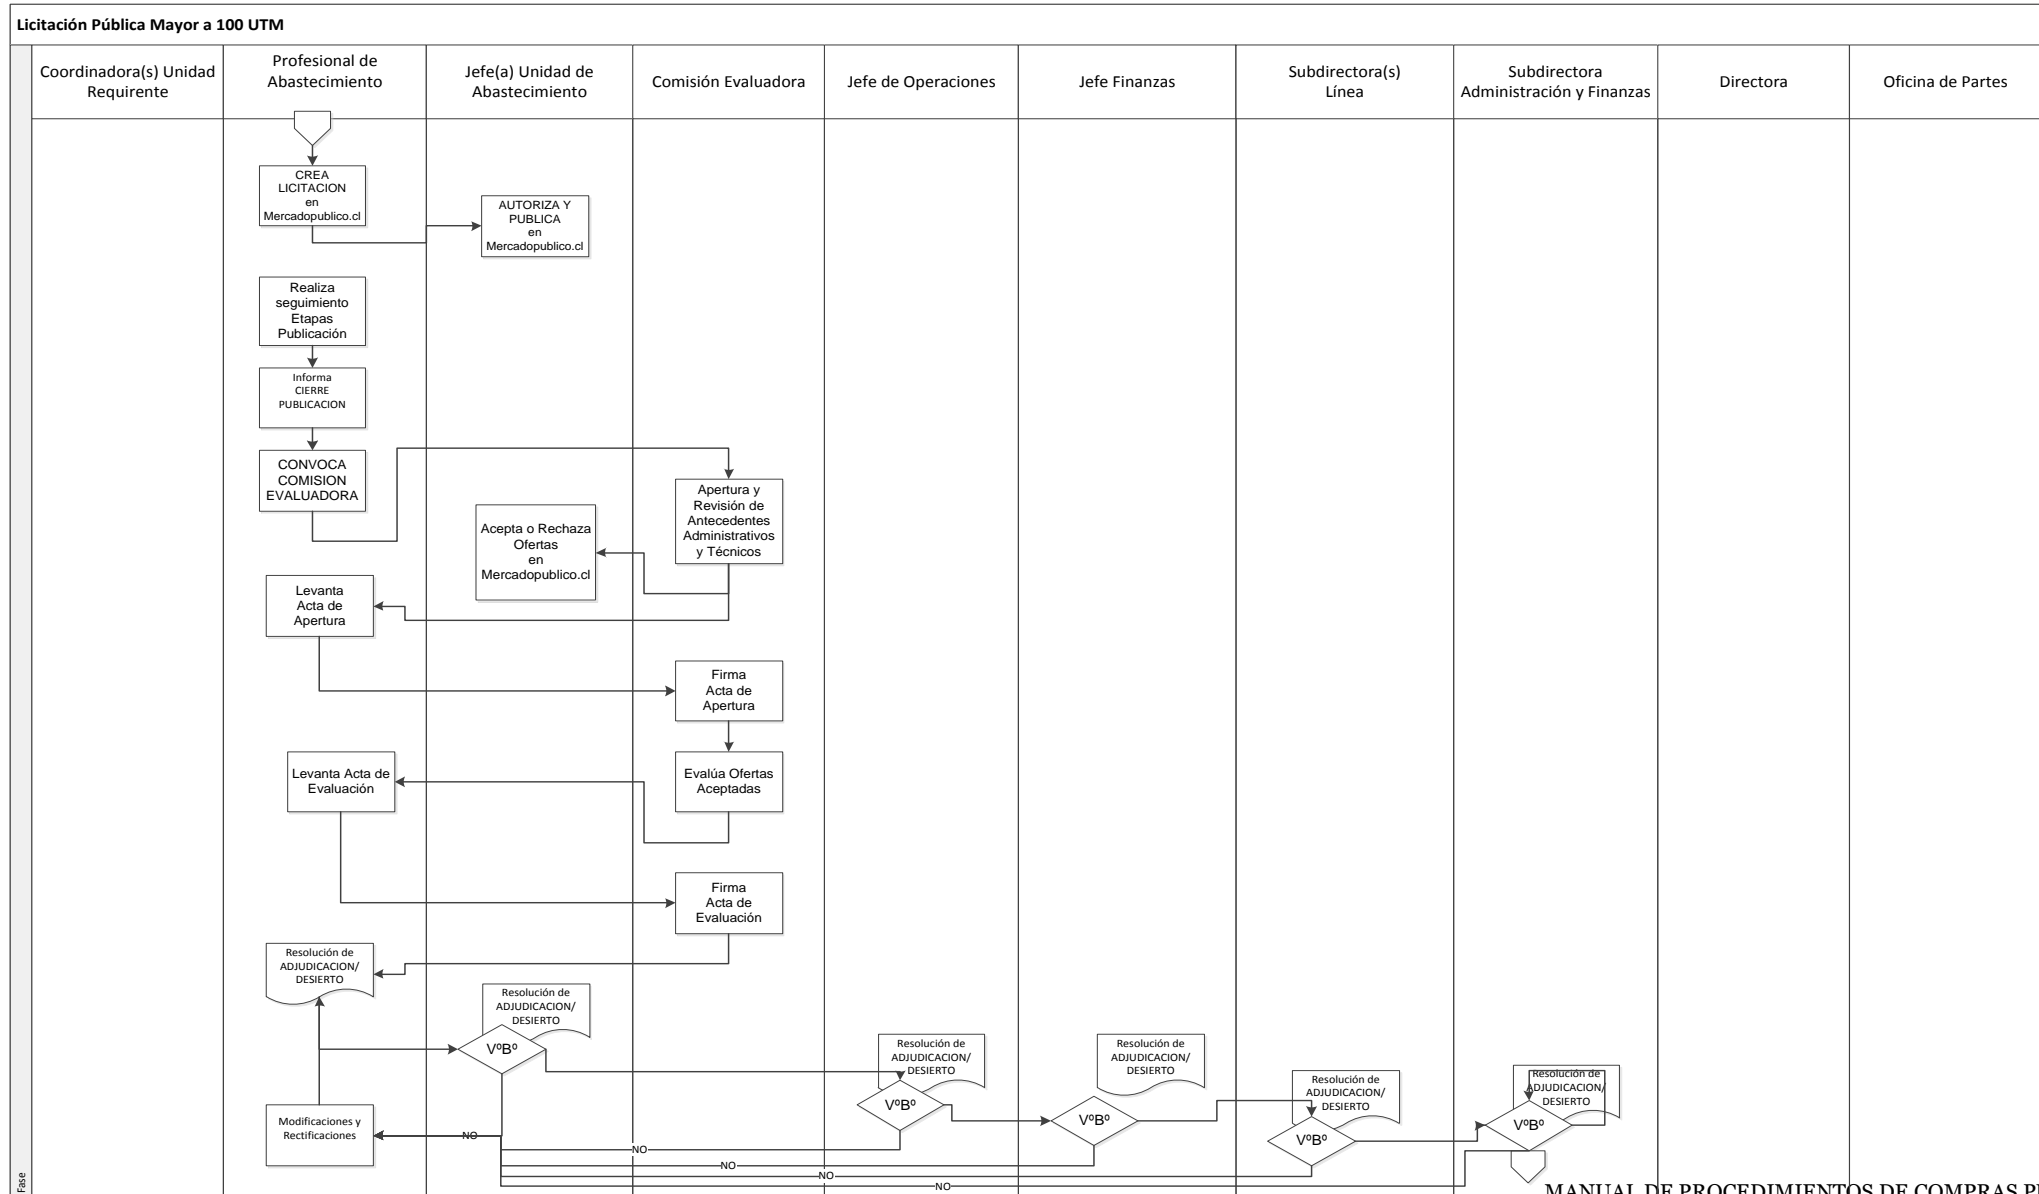 Licitación Pública Mayor a 100 UTM
Coordinadora(s) Unidad
Requirente
Profesional de
Abastecimiento
Jefe(a) Unidad de
Abastecimiento
Comisión Evaluadora
Jefe de Operaciones
Jefe Finanzas
Subdirectora(s)
Línea
Subdirectora
Administración y Finanzas
Directora
Oficina de Partes
CREA
LICITACION
en
Mercadopublico.cl
AUTORIZA Y
PUBLICA
en
Mercadopublico.cl
Realiza
seguimiento
Etapas
Publicación
Informa
CIERRE
PUBLICACION
CONVOCA
COMISION
EVALUADORA
Apertura y
Revisión de
Antecedentes
Administrativos
y Técnicos
Acepta o Rechaza
Ofertas
en
Mercadopublico.cl
Levanta
Acta de
Apertura
Firma
Acta de
Apertura
Levanta Acta de
Evaluación
Evalúa Ofertas
Aceptadas
Firma
Acta de
Evaluación
Resolución de
ADJUDICACION/
DESIERTO
Resolución de
ADJUDICACION/
DESIERTO
VºBº
Resolución de
ADJUDICACION/
DESIERTO
VºBº
Resolución de
ADJUDICACION/
DESIERTO
VºBº
Resolución de
ADJUDICACION/
DESIERTO
VºBº
Resolución de
ADJUDICACION/
DESIERTO
VºBº
Modificaciones y
Rectificaciones
NO
NO
NO
NO
NO
Fase
MANUAL DE PROCEDIMIENTOS DE COMPRAS